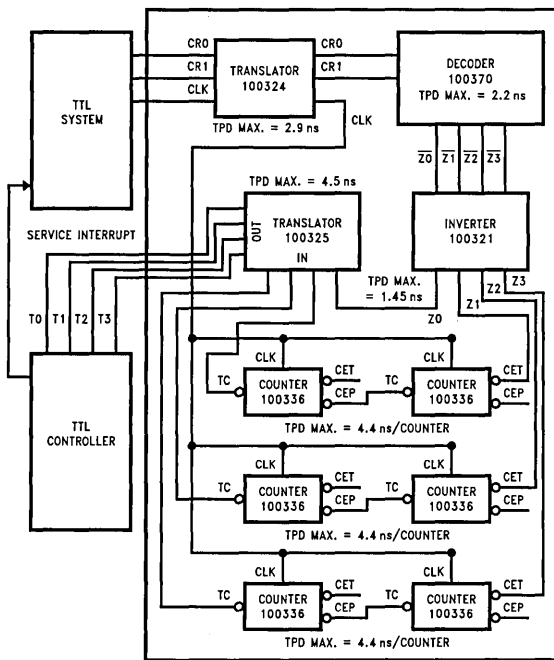 CR0
CR1
CLK
TTL
SYSTEM
TRANSLATOR
100324
TPD MAX. = 2.9 ns
CR0
CR1
CLK
DECODER
100370
TPD MAX. = 2.2 ns
Z0 Z1 Z2 Z3
TPD MAX. = 4.5 ns
SERVICE INTERRUPT
OUT
TRANSLATOR
100325
IN
INVERTER
100321
TPD MAX.
= 1.45 ns
Z0
Z1
Z2
Z3
T0 T1 T2 T3
TTL
CONTROLLER
CLK CLK
TC
COUNTER
100336
CET
CEP
TC
COUNTER
100336
CET
CEP
TPD MAX. = 4.4 ns/COUNTER
CLK CLK
TC
COUNTER
100336
CET
CEP
TC
COUNTER
100336
CET
CEP
TPD MAX. = 4.4 ns/COUNTER
CLK CLK
TC
COUNTER
100336
CET
CEP
TC
COUNTER
100336
CET
CEP
TPD MAX. = 4.4 ns/COUNTER